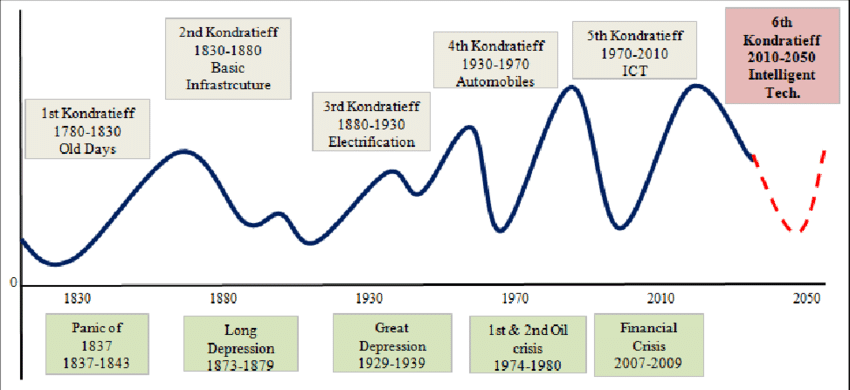 1st Kondratieff
1780-1830
Old Days
2nd Kondratieff
1830-1880
Basic
Infrastrcuture
3rd Kondratieff
1880-1930
Electrification
4th Kondratieff
1930-1970
Automobiles
5th Kondratieff
1970-2010
ICT
6th
Kondratieff
2010-2050
Intelligent
Tech.
0
1830
1880
1930
1970
2010
2050
Panic of
1837
1837-1843
Long
Depression
1873-1879
Great
Depression
1929-1939
1st & 2nd Oil
crisis
1974-1980
Financial
Crisis
2007-2009